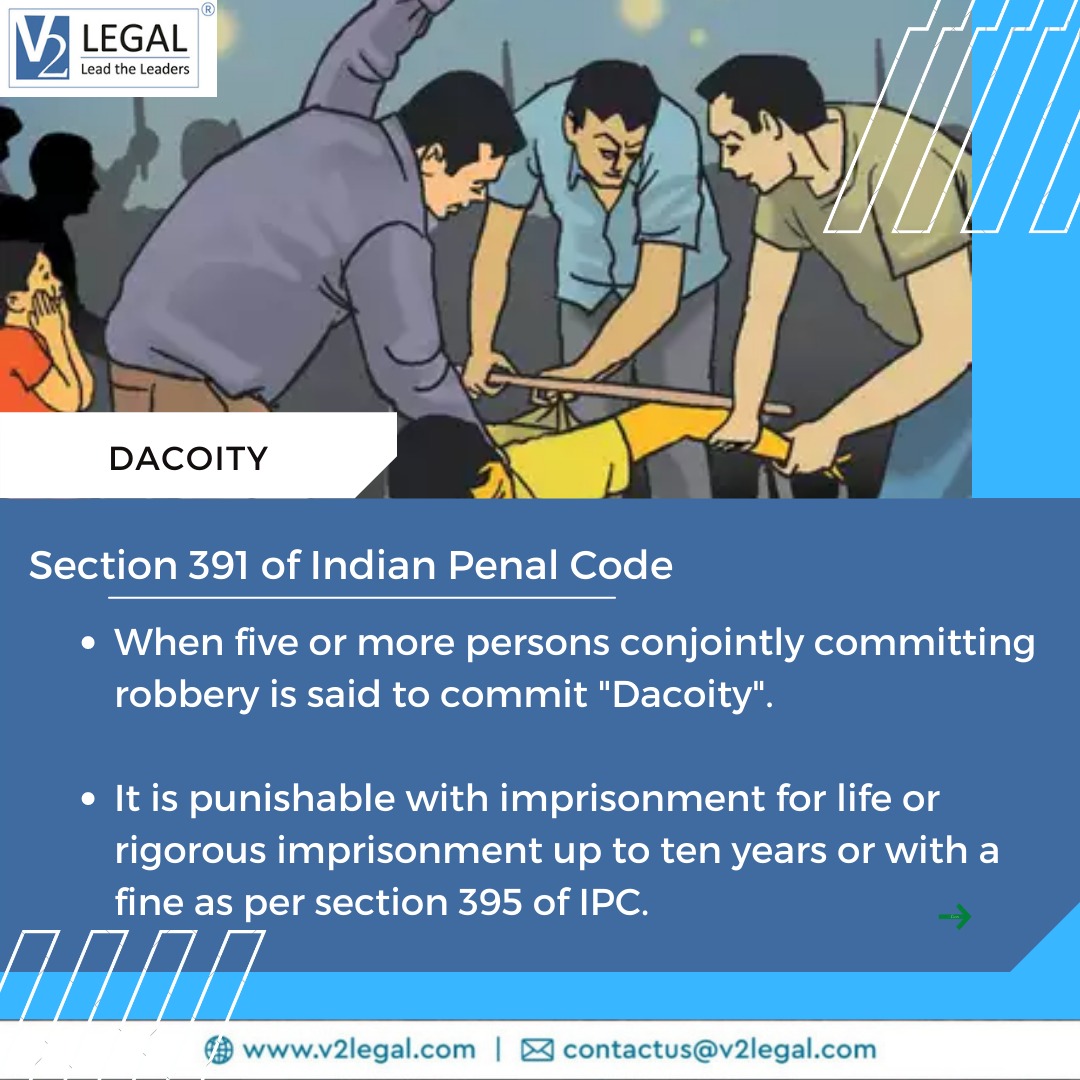 V2 LEGAL ®
Lead the Leaders
DACOITY
Section 391 of Indian Penal Code
• When five or more persons conjointly committing
robbery is said to commit "Dacoity".
• It is punishable with imprisonment for life or
rigorous imprisonment up to ten years or with a
fine as per section 395 of IPC.
www.v2legal.com | contactus@v2legal.com